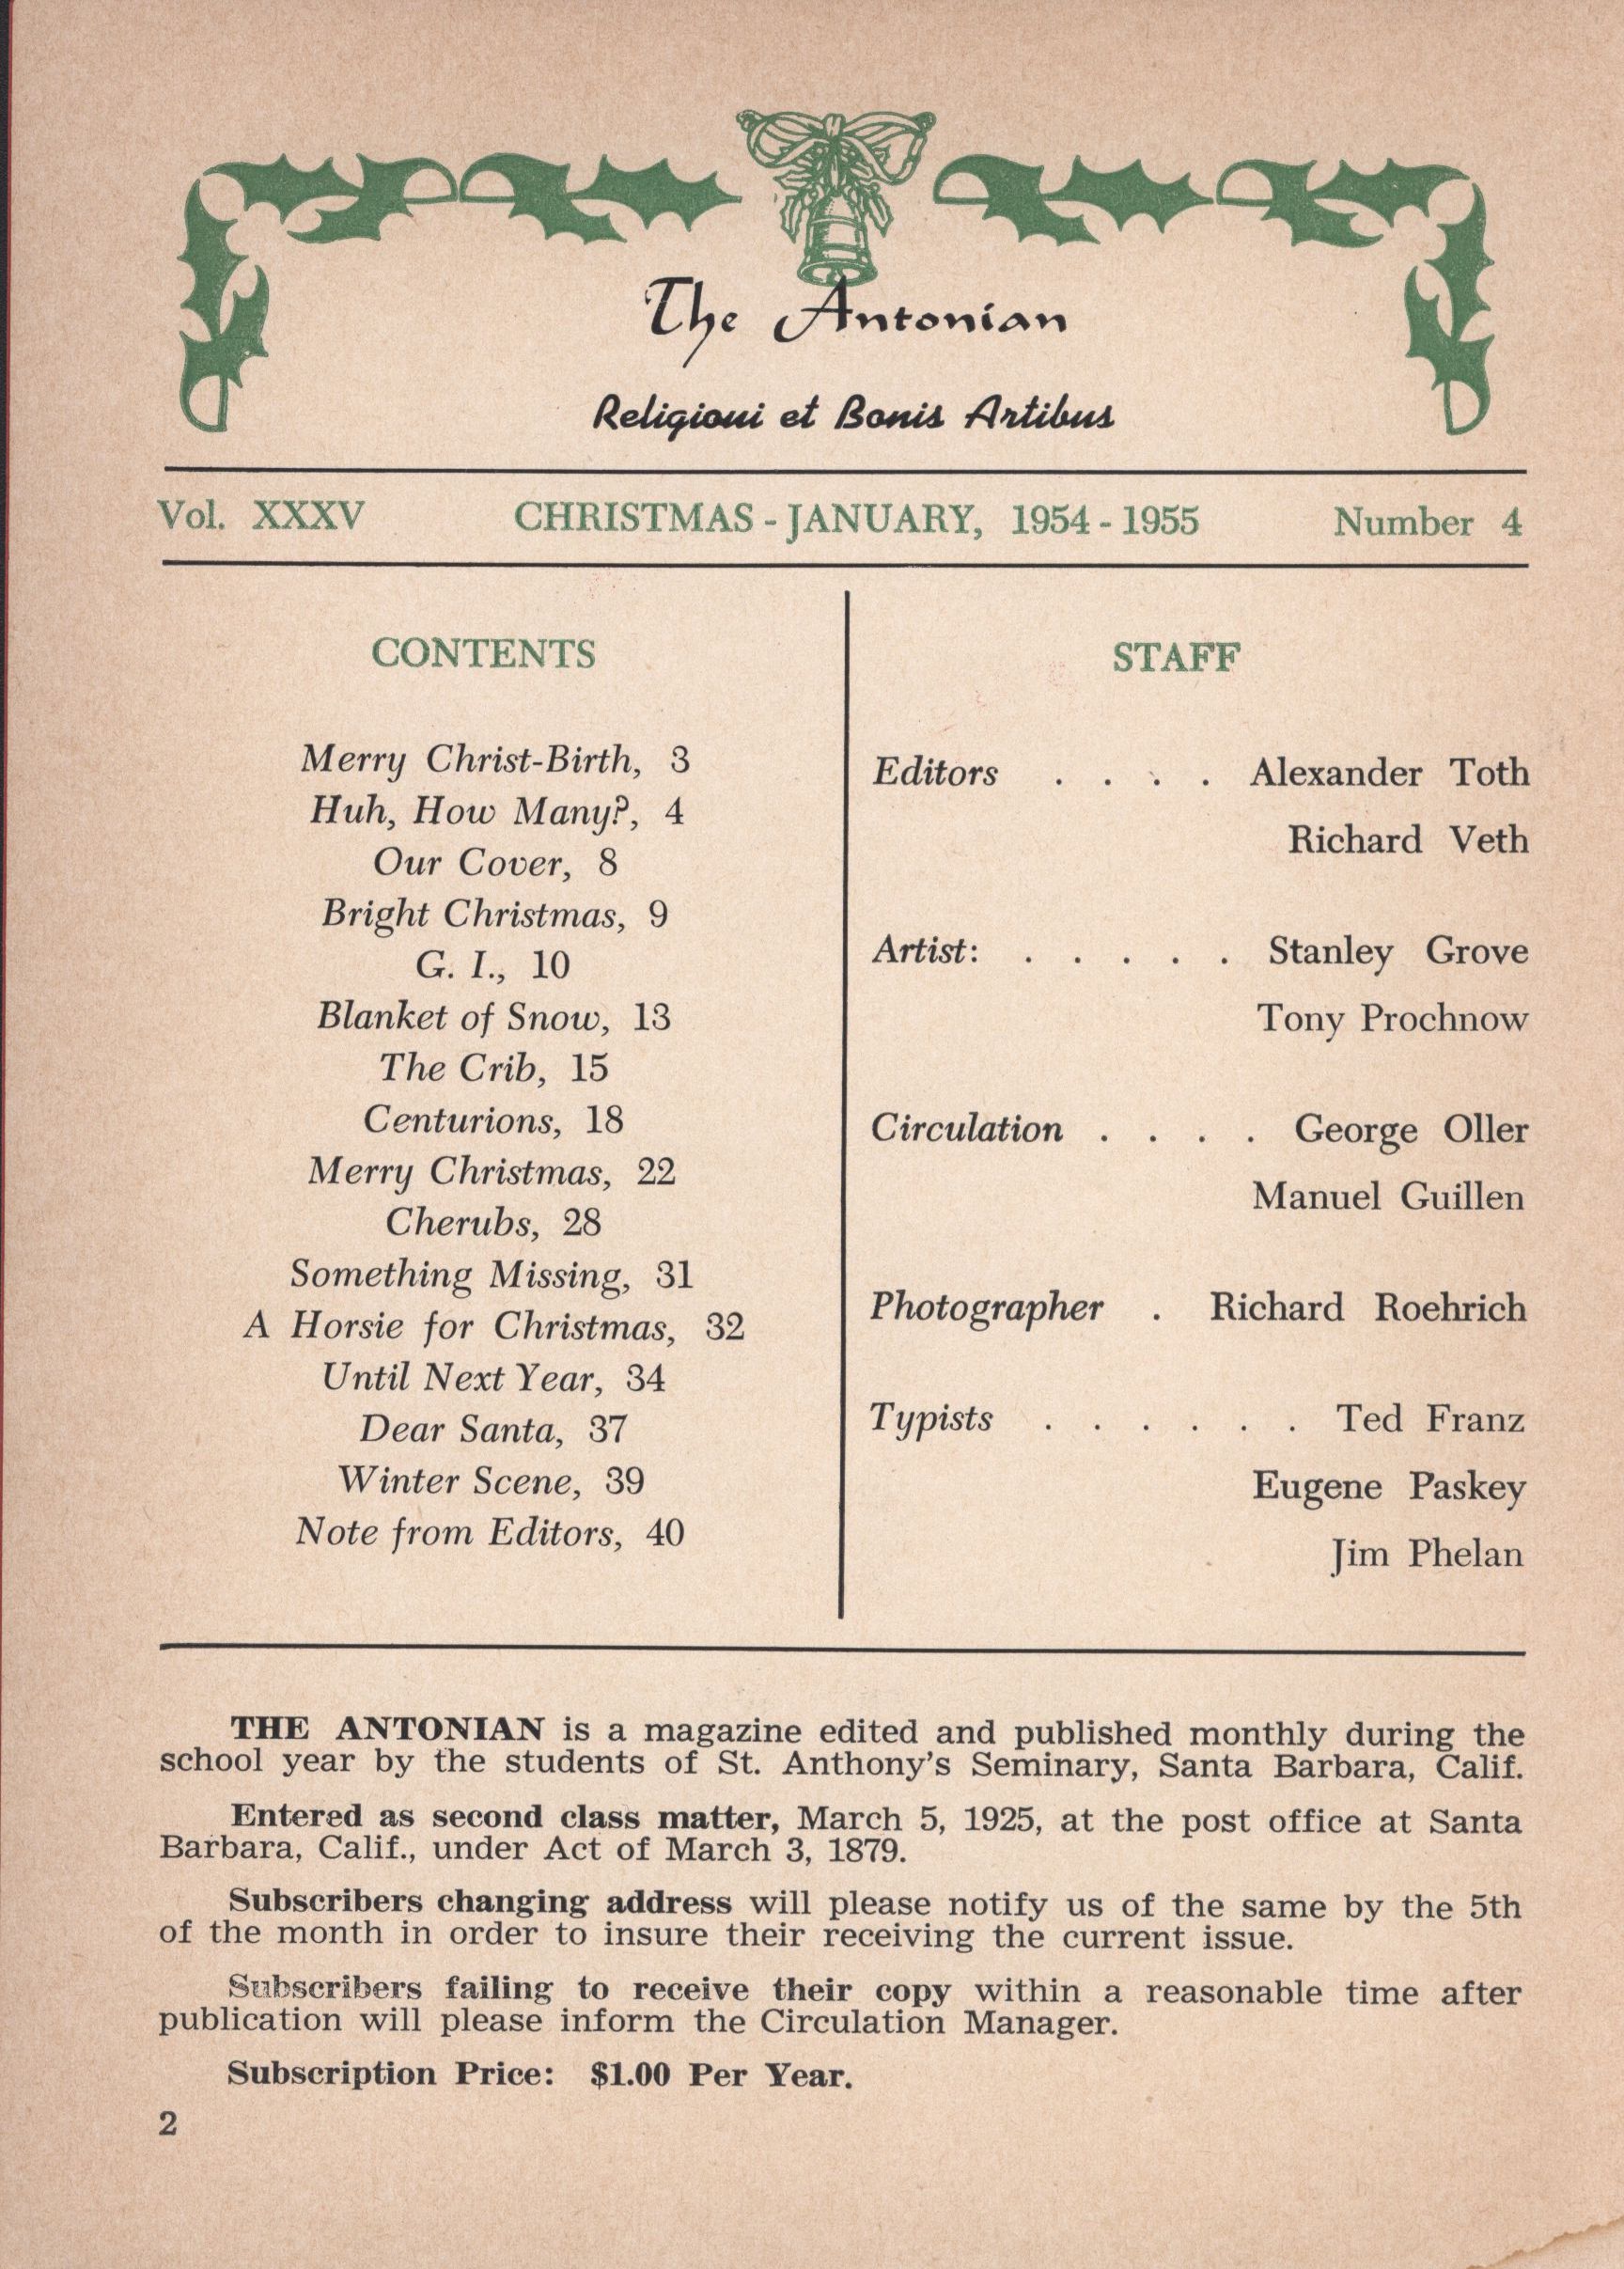 The Antonian
Religioni et Bonis Artibus
Vol. XXXV CHRISTMAS - JANUARY, 1954 - 1955 Number 4
CONTENTS
Merry Christ-Birth, 3
Huh, How Many?, 4
Our Cover, 8
Bright Christmas, 9
G. I., 10
Blanket of Snow, 13
The Crib, 15
Centurions, 18
Merry Christmas, 22
Cherubs, 28
Something Missing, 31
A Horsie for Christmas, 32
Until Next Year, 34
Dear Santa, 37
Winter Scene, 39
Note from Editors, 40
STAFF
Editors . . . . Alexander Toth
Richard Veth
Artist: . . . . . Stanley Grove
Tony Prochnow
Circulation . . . . George Oller
Manuel Guillen
Photographer . Richard Roehrich
Typists . . . . . . Ted Franz
Eugene Paskey
Jim Phelan
THE ANTONIAN is a magazine edited and published monthly during the
school year by the students of St. Anthony's Seminary, Santa Barbara, Calif.
Entered as second class matter, March 5, 1925, at the post office at Santa
Barbara, Calif., under Act of March 3, 1879.
Subscribers changing address will please notify us of the same by the 5th
of the month in order to insure their receiving the current issue.
Subscribers failing to receive their copy within a reasonable time after
publication will please inform the Circulation Manager.
Subscription Price: $1.00 Per Year.
2